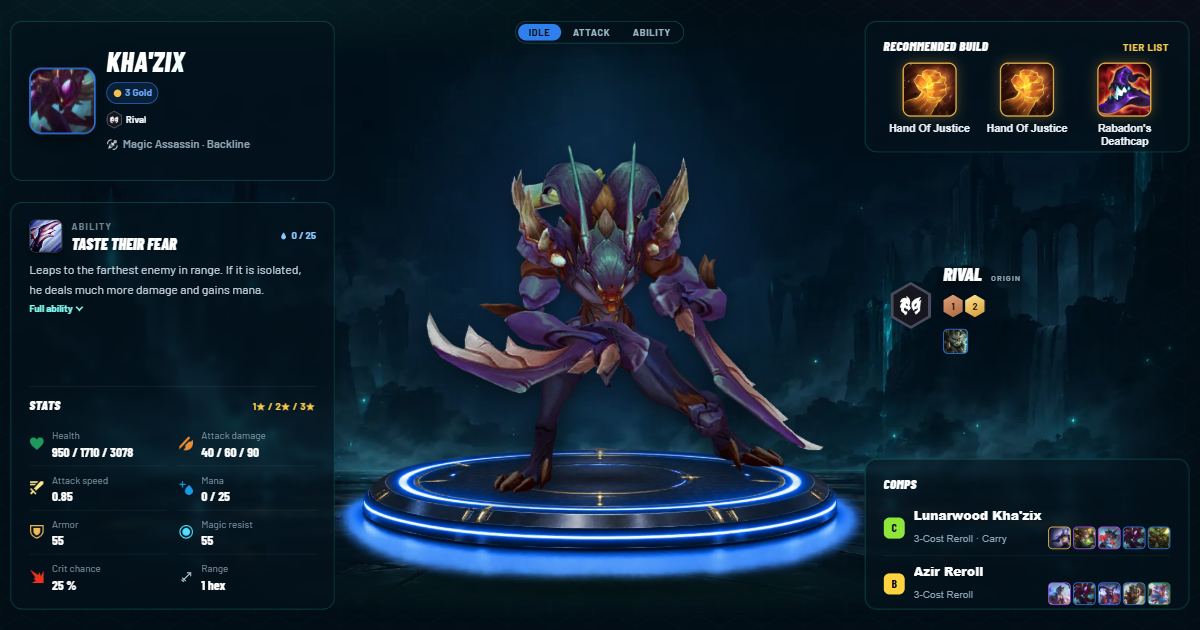 IDLE
ATTACK
ABILITY
KHA'ZIX
3 Gold
Rival
Magic Assassin · Backline
ABILITY
TASTE THEIR FEAR
0 / 25
Leaps to the farthest enemy in range. If it is isolated,
he deals much more damage and gains mana.
Full ability
STATS
1★ / 2★ / 3★
Health
950 / 1710 / 3078
Attack damage
40 / 60 / 90
Attack speed
0.85
Mana
0 / 25
Armor
55
Magic resist
55
Crit chance
25 %
Range
1 hex
RECOMMENDED BUILD
TIER LIST
Hand Of Justice
Hand Of Justice
Rabadon's
Deathcap
RIVAL
ORIGIN
1
2
COMPS
C
Lunarwood Kha'zix
3-Cost Reroll · Carry
B
Azir Reroll
3-Cost Reroll